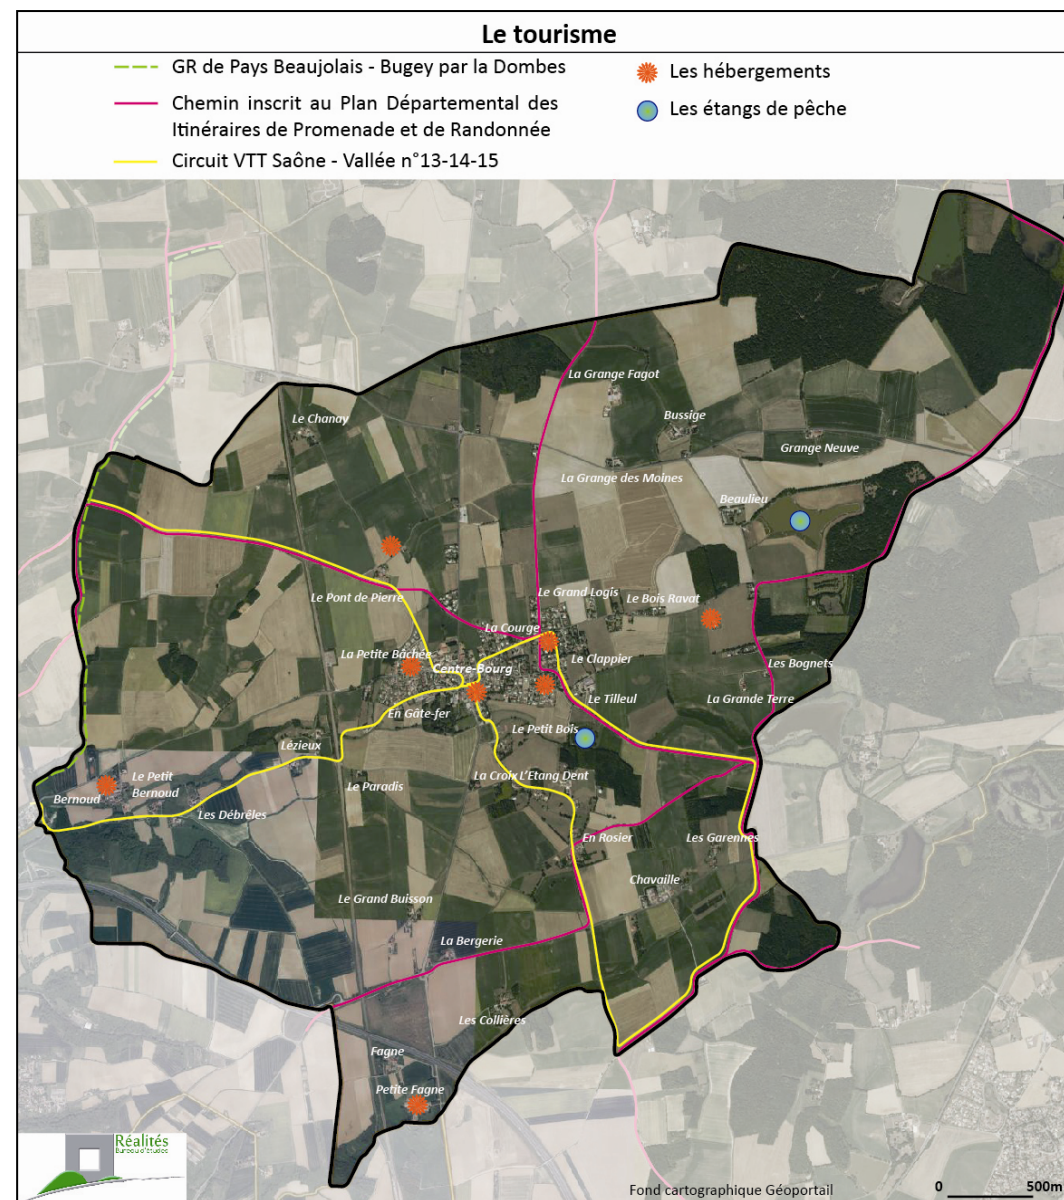 Le tourisme
GR de Pays Beaujolais - Bugey par la Dombes
Chemin inscrit au Plan Départemental des
Itinéraires de Promenade et de Randonnée
Circuit VTT Saône - Vallée n°13-14-15
Les hébergements
Les étangs de pêche
La Grange Fagot
Le Chanay
Bussige
Grange Neuve
La Grange des Moines
Beaulieu
Le Pont de Pierre
Le Grand Logis
Le Bois Ravat
La Courge
La Petite Bâchée
Le Clappier
Centre-Bourg
Les Bognets
Le Tilleul
La Grande Terre
En Gâte-fer
Le Petit Bois
Lézieux
Le Petit
Bernoud
Bernoud
La Croix
L'Etang Dent
Le Paradis
Les Débrêles
En Rosier
Les Garennes
Chavaille
Le Grand Buisson
La Bergerie
Les Collières
Fagne
Petite Fagne
Réalités
Bureau d'études
Fond cartographique Géoportail
0 500m